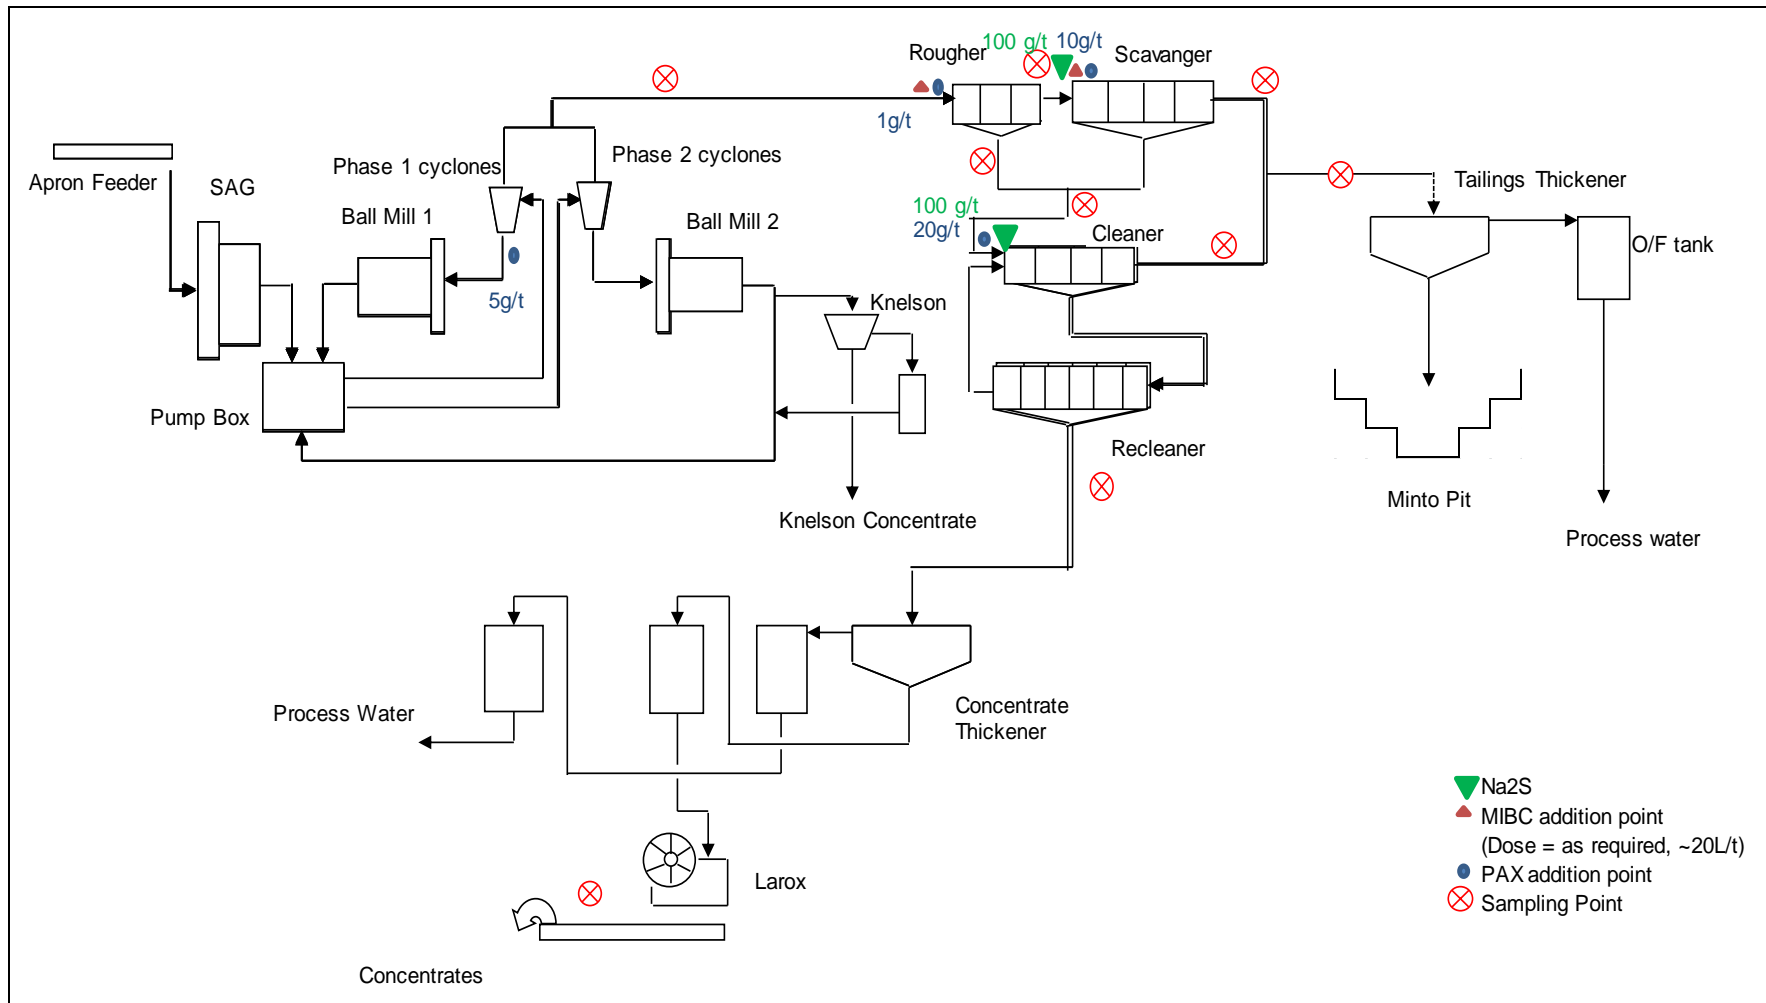 100 g/t
10g/t
Rougher
Scavanger
1g/t
Phase 1 cyclones
Phase 2 cyclones
Apron Feeder
SAG
Ball Mill 1
Ball Mill 2
Tailings Thickener
100 g/t
20g/t
Cleaner
O/F tank
5g/t
Knelson
Pump Box
Recleaner
Minto Pit
Knelson Concentrate
Process water
Process Water
Concentrate
Thickener
Na2S
MIBC addition point
(Dose = as required, ~20L/t)
PAX addition point
Sampling Point
Larox
Concentrates